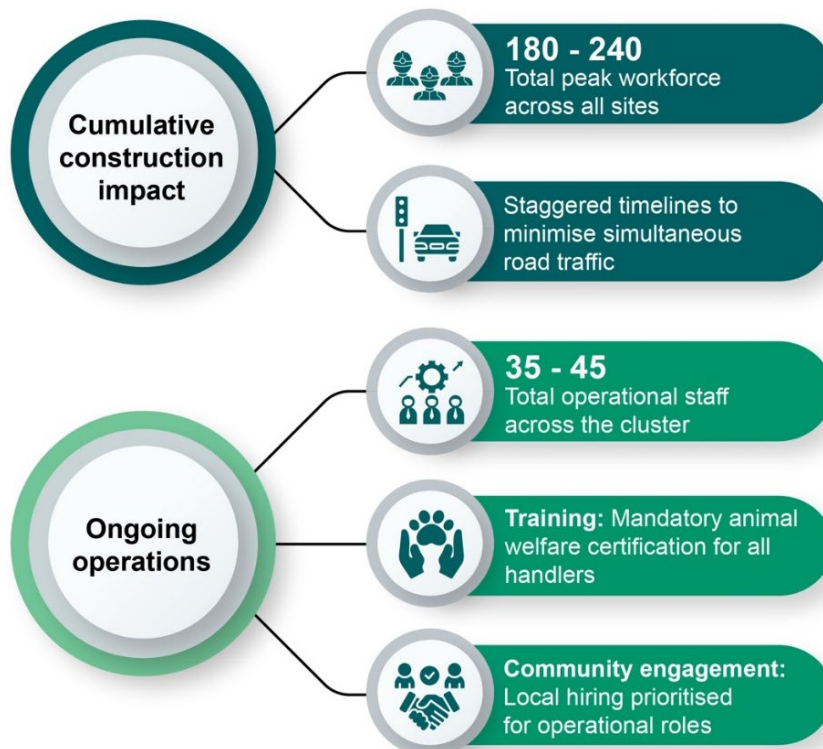 Cumulative
construction
impact
180 - 240
Total peak workforce
across all sites
Staggered timelines to
minimise simultaneous
road traffic
Ongoing
operations
35 - 45
Total operational staff
across the cluster
Training: Mandatory animal
welfare certification for all
handlers
Community engagement:
Local hiring prioritised
for operational roles